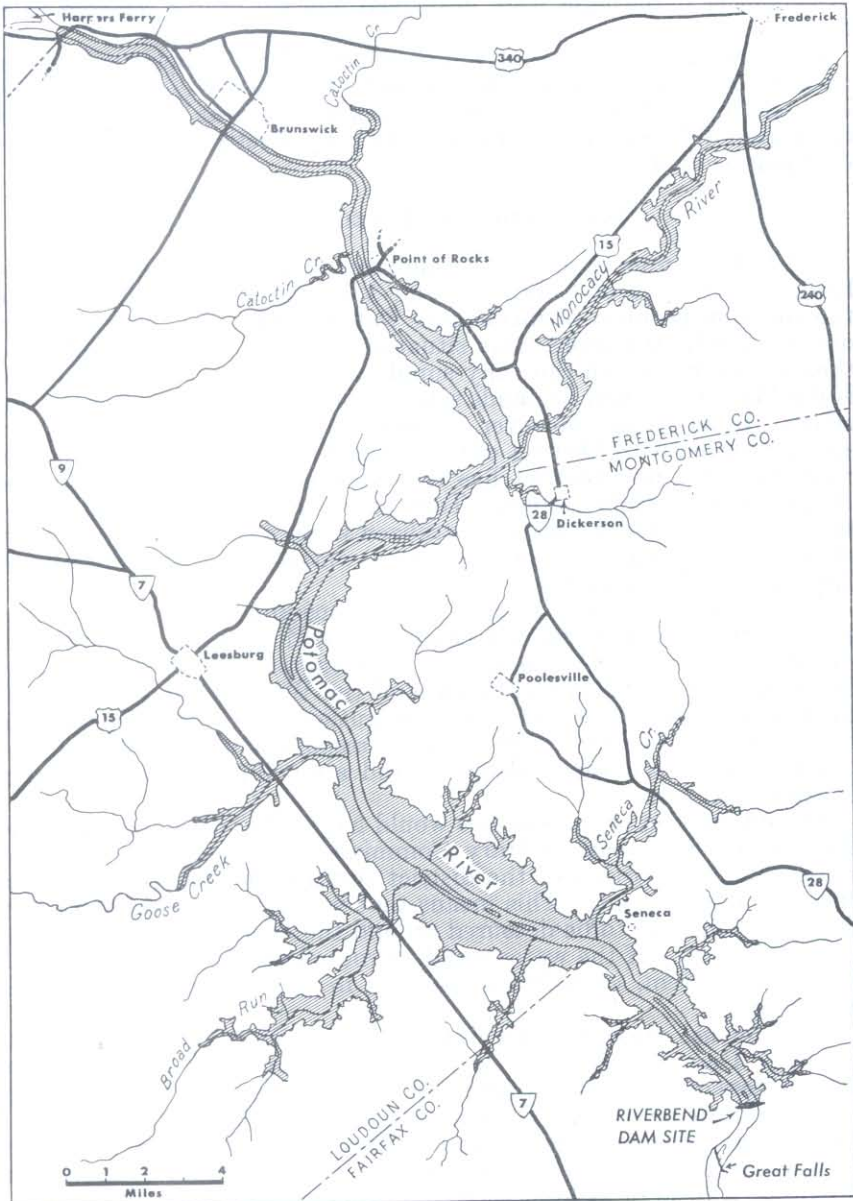 Harpers Ferry
Frederick
Catoctin Cr.
340
Brunswick
Monocacy River
15
Point of Rocks
Catoctin Cr.
240
FREDERICK CO.
MONTGOMERY CO.
9
28
Dickerson
7
Leesburg
Potomac River
Poolesville
15
Seneca Cr.
Goose Creek
28
Seneca
Broad Run
LOUDOUN CO.
FAIRFAX CO.
7
RIVERBEND
DAM SITE
Great Falls
0 1 2 4
Miles